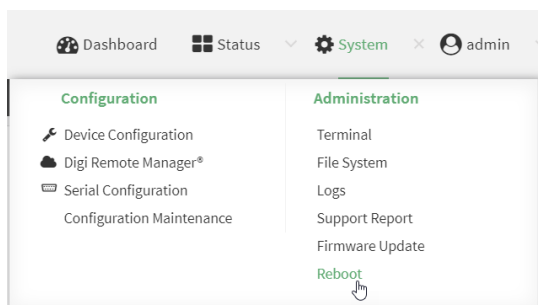 Dashboard Status System admin
Configuration
Device Configuration
Digi Remote Manager®
Serial Configuration
Configuration Maintenance
Administration
Terminal
File System
Logs
Support Report
Firmware Update
Reboot